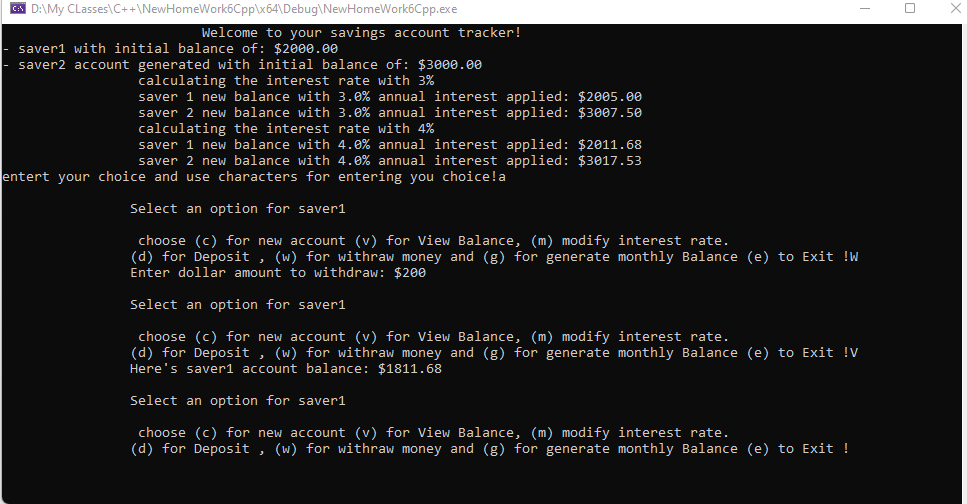 D:\My CLasses\C++\NewHomeWork6Cpp\x64\Debug\NewHomeWork6Cpp.exe
Welcome to your savings account tracker!
- saver1 with initial balance of: $2000.00
- saver2 account generated with initial balance of: $3000.00
calculating the interest rate with 3%
saver 1 new balance with 3.0% annual interest applied: $2005.00
saver 2 new balance with 3.0% annual interest applied: $3007.50
calculating the interest rate with 4%
saver 1 new balance with 4.0% annual interest applied: $2011.68
saver 2 new balance with 4.0% annual interest applied: $3017.53
entert your choice and use characters for entering you choice!a
Select an option for saver1
choose (c) for new account (v) for View Balance, (m) modify interest rate.
(d) for Deposit , (w) for withraw money and (g) for generate monthly Balance (e) to Exit !W
Enter dollar amount to withdraw: $200
Select an option for saver1
choose (c) for new account (v) for View Balance, (m) modify interest rate.
(d) for Deposit , (w) for withraw money and (g) for generate monthly Balance (e) to Exit !V
Here's saver1 account balance: $1811.68
Select an option for saver1
choose (c) for new account (v) for View Balance, (m) modify interest rate.
(d) for Deposit , (w) for withraw money and (g) for generate monthly Balance (e) to Exit !